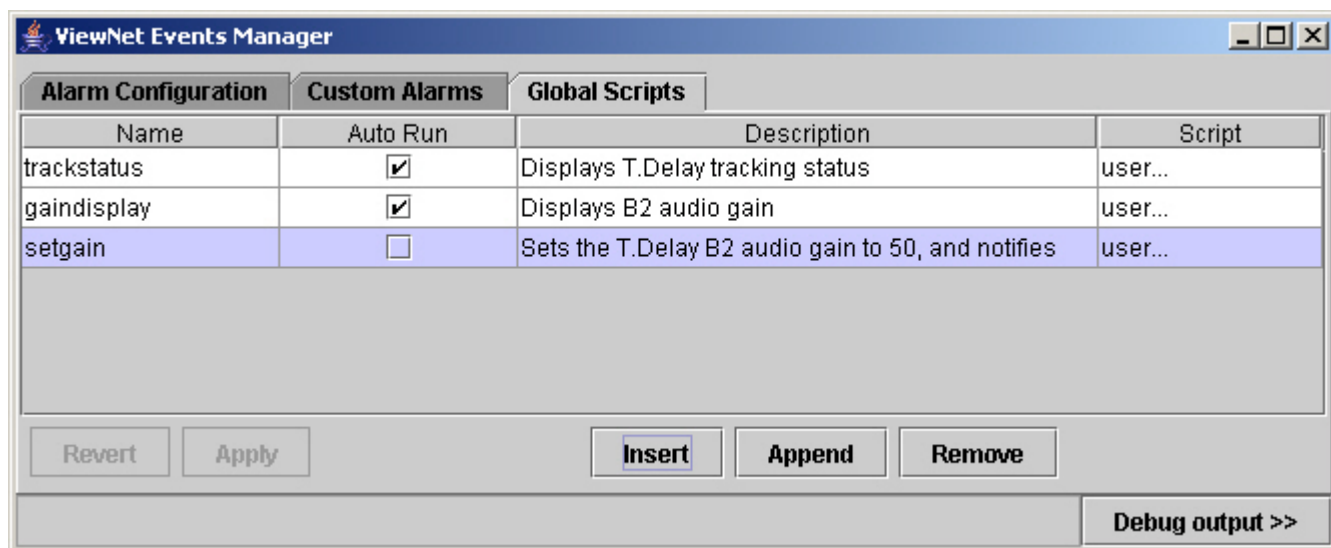 ViewNet Events Manager
Alarm Configuration Custom Alarms Global Scripts
Name Auto Run Description Script
trackstatus Displays T.Delay tracking status user...
gaindisplay Displays B2 audio gain user...
setgain Sets the T.Delay B2 audio gain to 50, and notifies user...
Revert Apply Insert Append Remove
Debug output >>